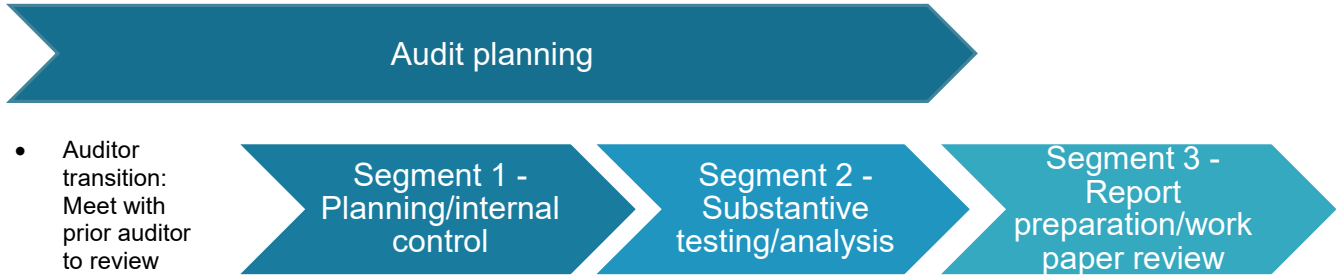 Audit planning
• Auditor
transition:
Meet with
prior auditor
to review
Segment 1 -
Planning/internal
control
Segment 2 -
Substantive
testing/analysis
Segment 3 -
Report
preparation/work
paper review